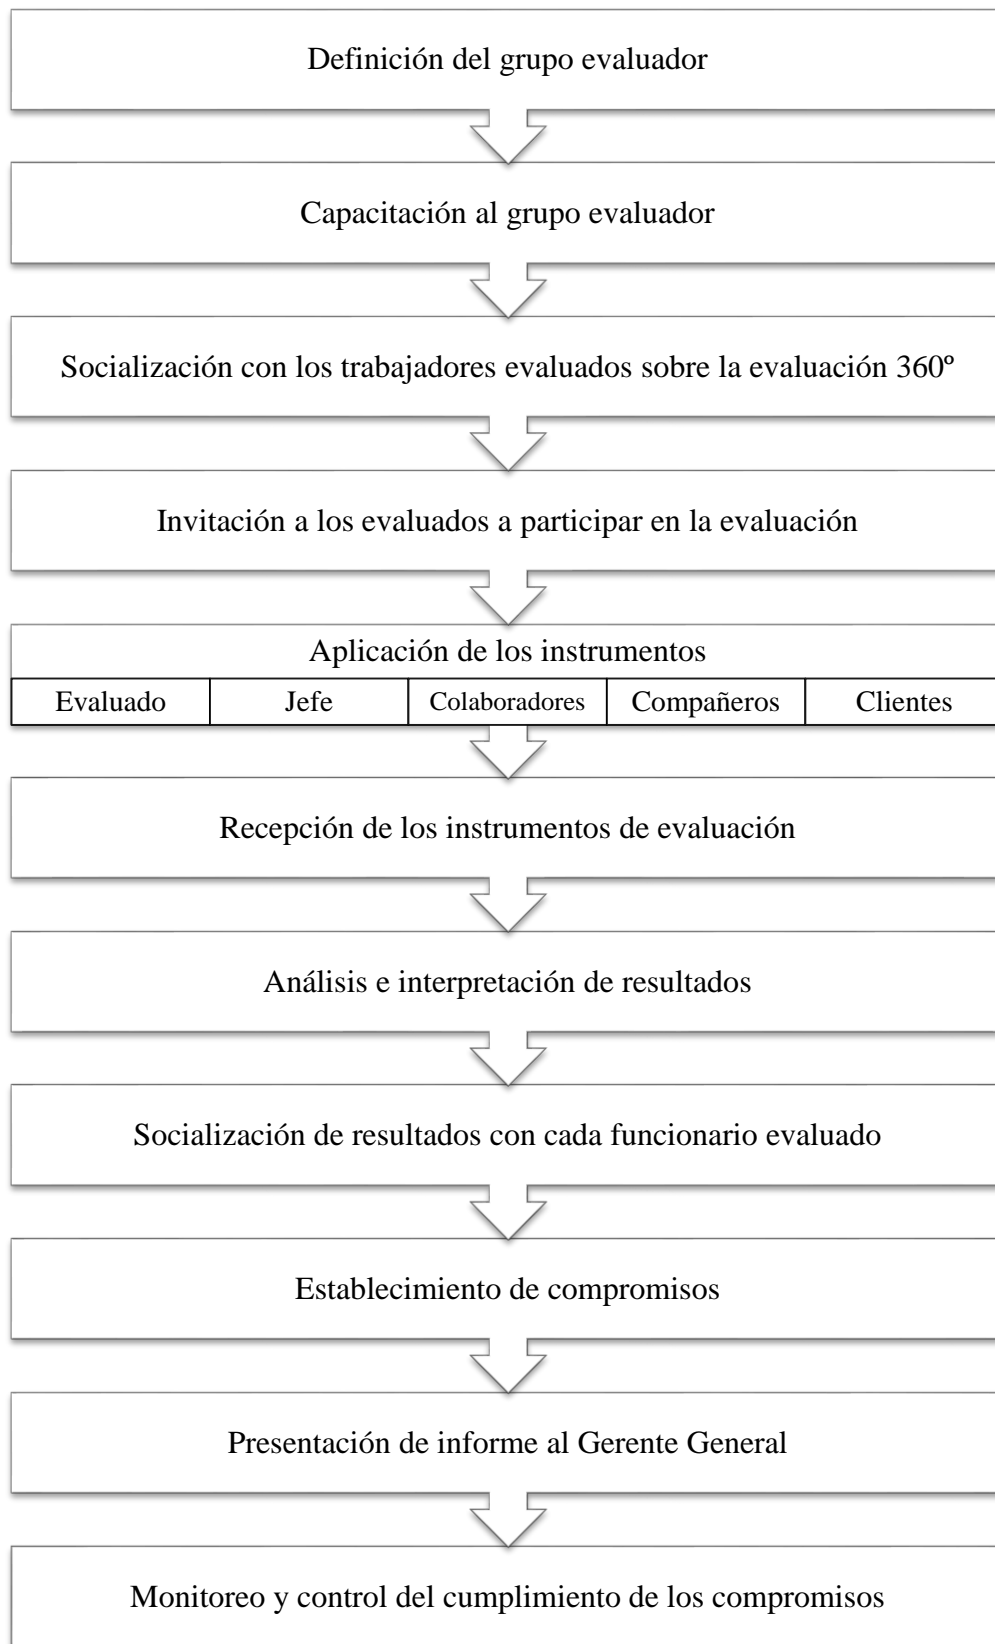 Definición del grupo evaluador
Capacitación al grupo evaluador
Socialización con los trabajadores evaluados sobre la evaluación 360º
Invitación a los evaluados a participar en la evaluación
Aplicación de los instrumentos
Evaluado Jefe Colaboradores Compañeros Clientes
Recepción de los instrumentos de evaluación
Análisis e interpretación de resultados
Socialización de resultados con cada funcionario evaluado
Establecimiento de compromisos
Presentación de informe al Gerente General
Monitoreo y control del cumplimiento de los compromisos